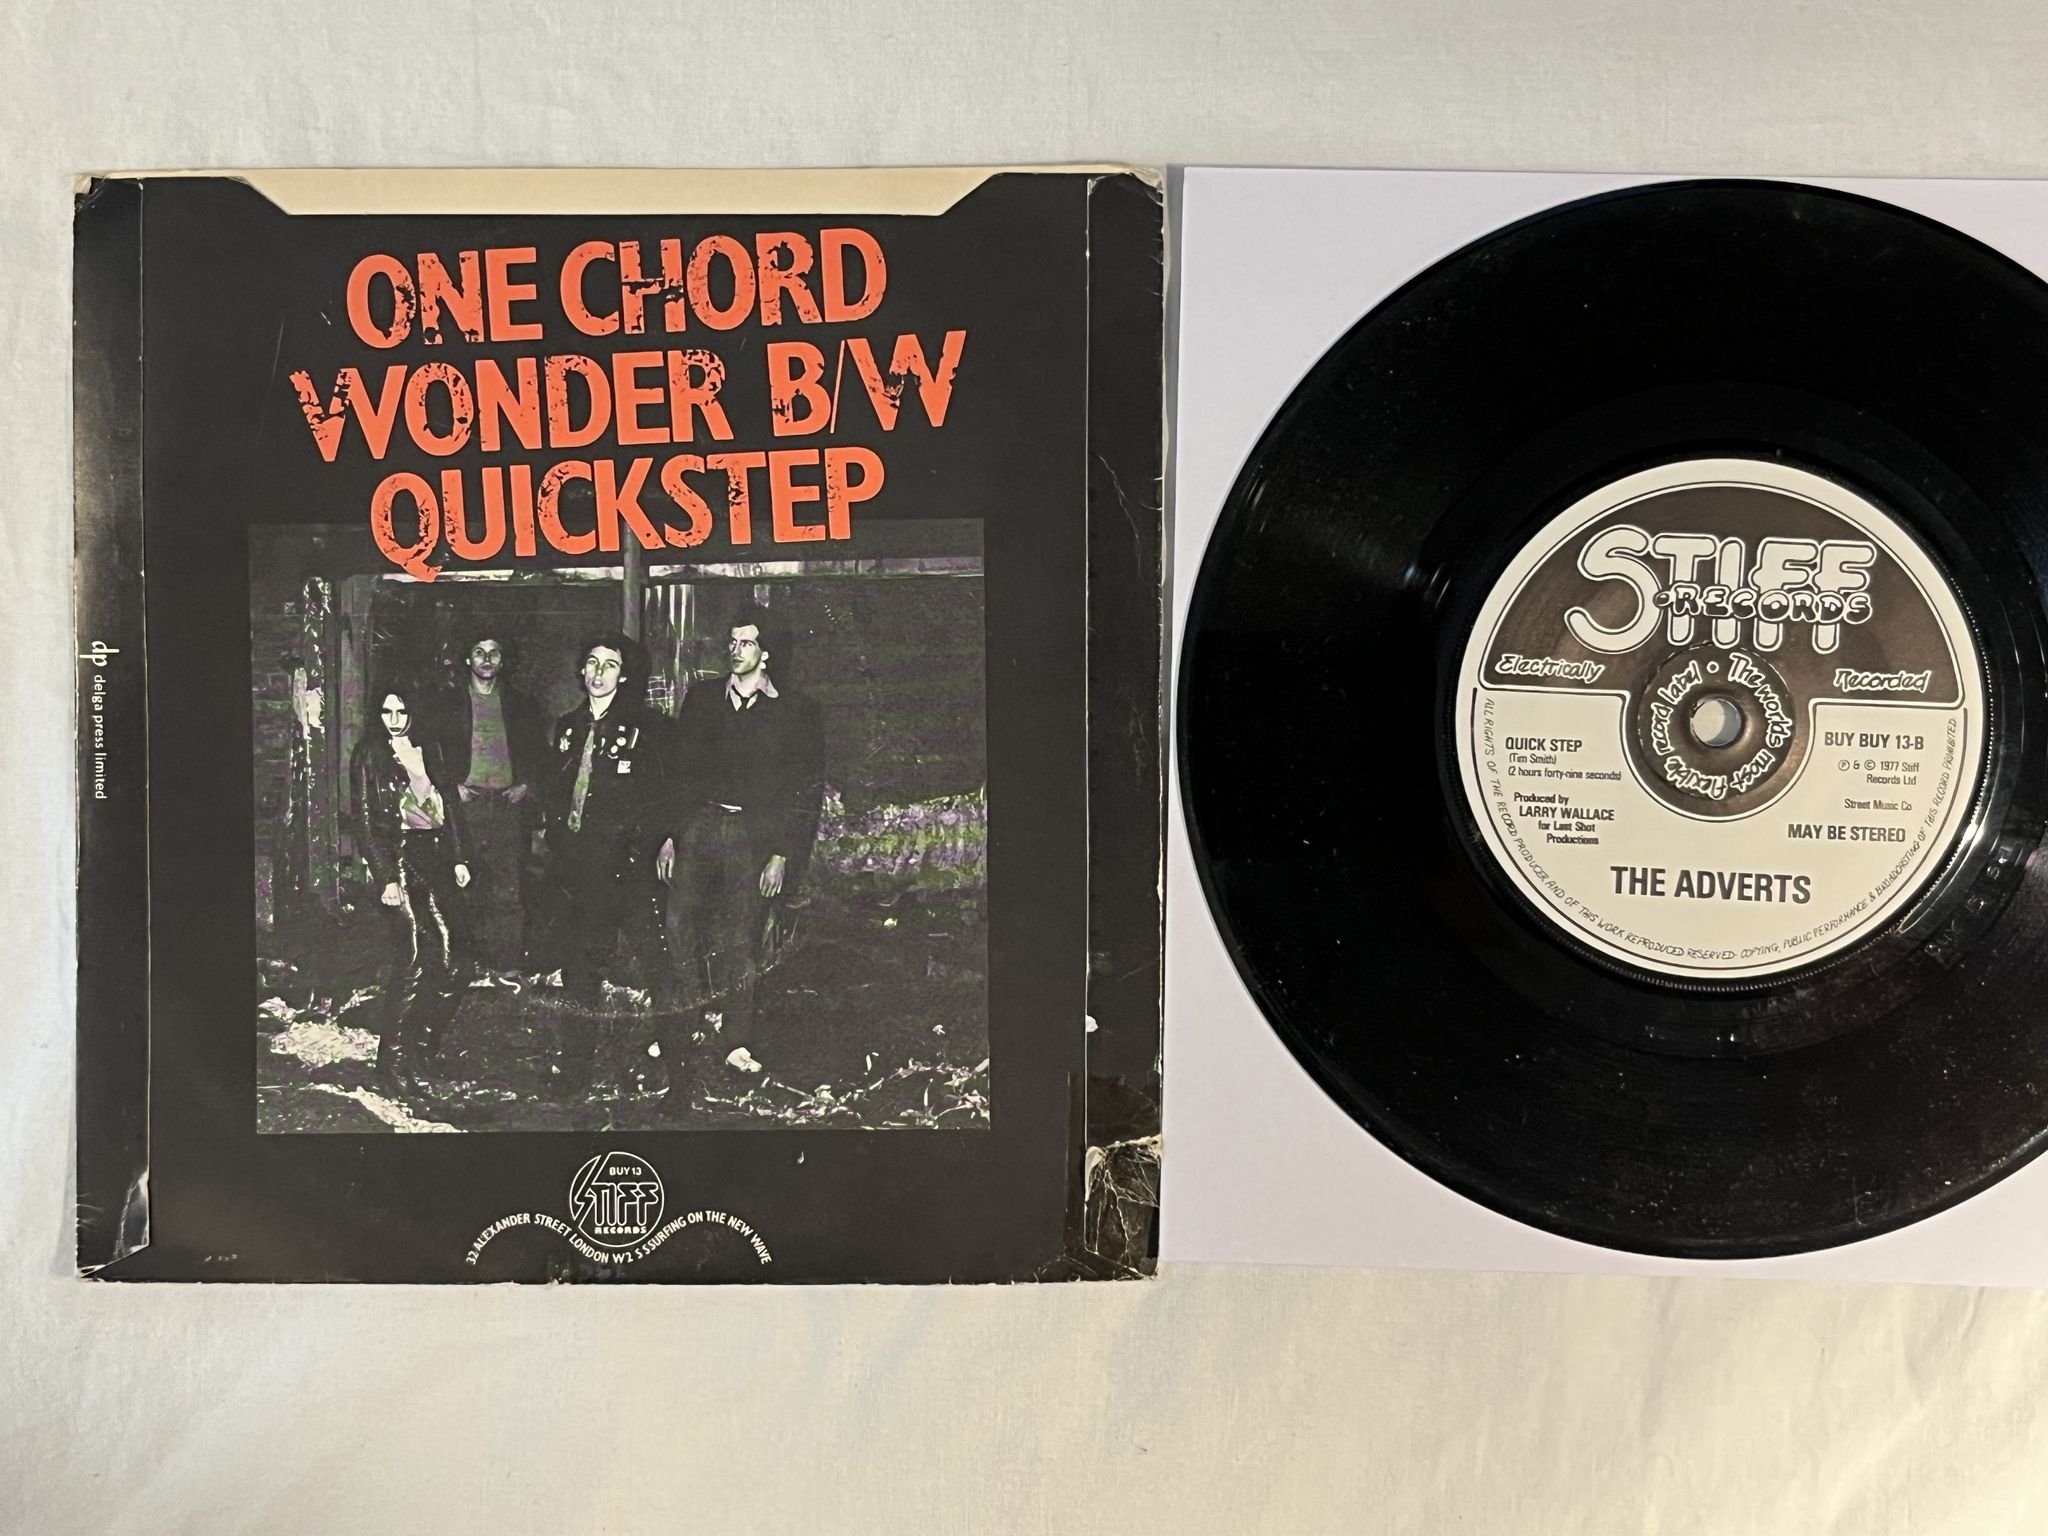 ONE CHORD
WONDER B/W
QUICKSTEP
dp delga press limited
BUY 13
STIFF
RECORDS
32 ALEXANDER STREET LONDON W2 S S SURFING ON THE NEW WAVE
STIFF
RECORDS
Electrically
Recorded
The worlds most flexible record label
QUICK STEP
(Tim Smith)
(2 hours forty-nine seconds)
Produced by
LARRY WALLACE
for Last Shot
Productions
BUY BUY 13-B
Ⓟ & © 1977 Stiff
Records Ltd
Street Music Co
MAY BE STEREO
THE ADVERTS
ALL RIGHTS OF THE RECORD PRODUCER AND OF THIS WORK REPRODUCED RESERVED. COPYING, PUBLIC PERFORMANCE & BROADCASTING OF THIS RECORD PROHIBITED